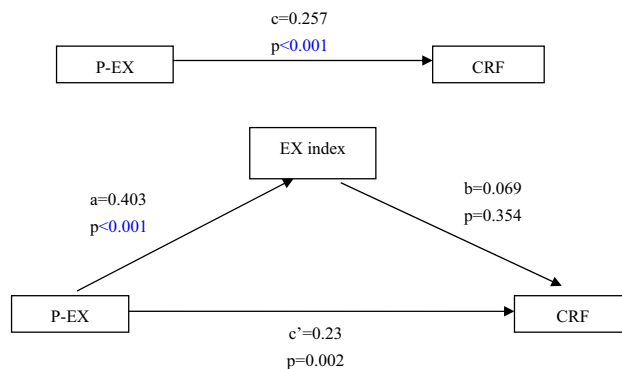 c=0.257
p<0.001
P-EX
CRF
EX index
a=0.403
p<0.001
b=0.069
p=0.354
P-EX
CRF
c’=0.23
p=0.002